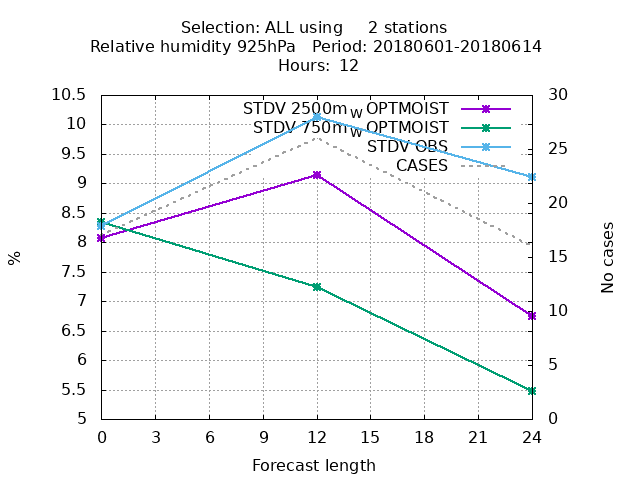 Selection: ALL using     2 stations
Relative humidity 925hPa   Period: 20180601-20180614
Hours:  12
STDV 2500m W OPTMOIST
STDV 750m W OPTMOIST
STDV OBS
CASES
10.5
10
9.5
9
8.5
8
7.5
7
6.5
6
5.5
5
%
30
25
20
15
10
5
0
No cases
0 3 6 9 12 15 18 21 24
Forecast length